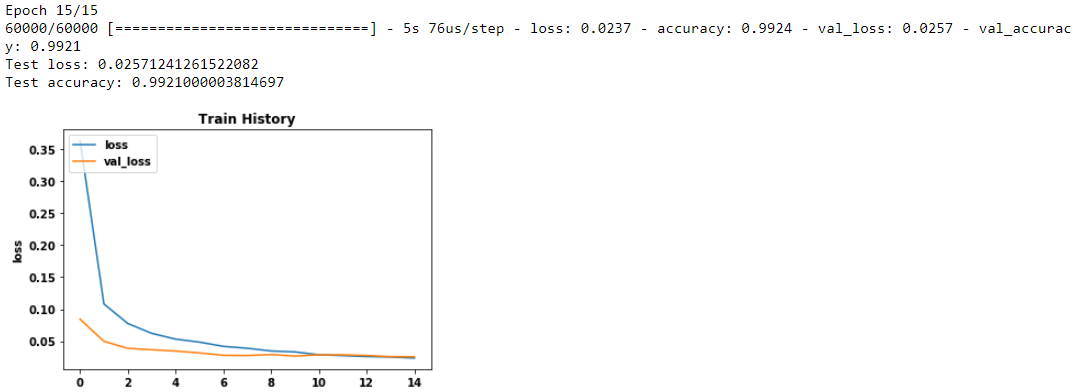 Epoch 15/15
60000/60000 [==============================] - 5s 76us/step - loss: 0.0237 - accuracy: 0.9924 - val_loss: 0.0257 - val_accurac
y: 0.9921
Test loss: 0.02571241261522082
Test accuracy: 0.9921000003814697
Train History
loss
val_loss
0.35
0.30
0.25
0.20
0.15
0.10
0.05
loss
0 2 4 6 8 10 12 14